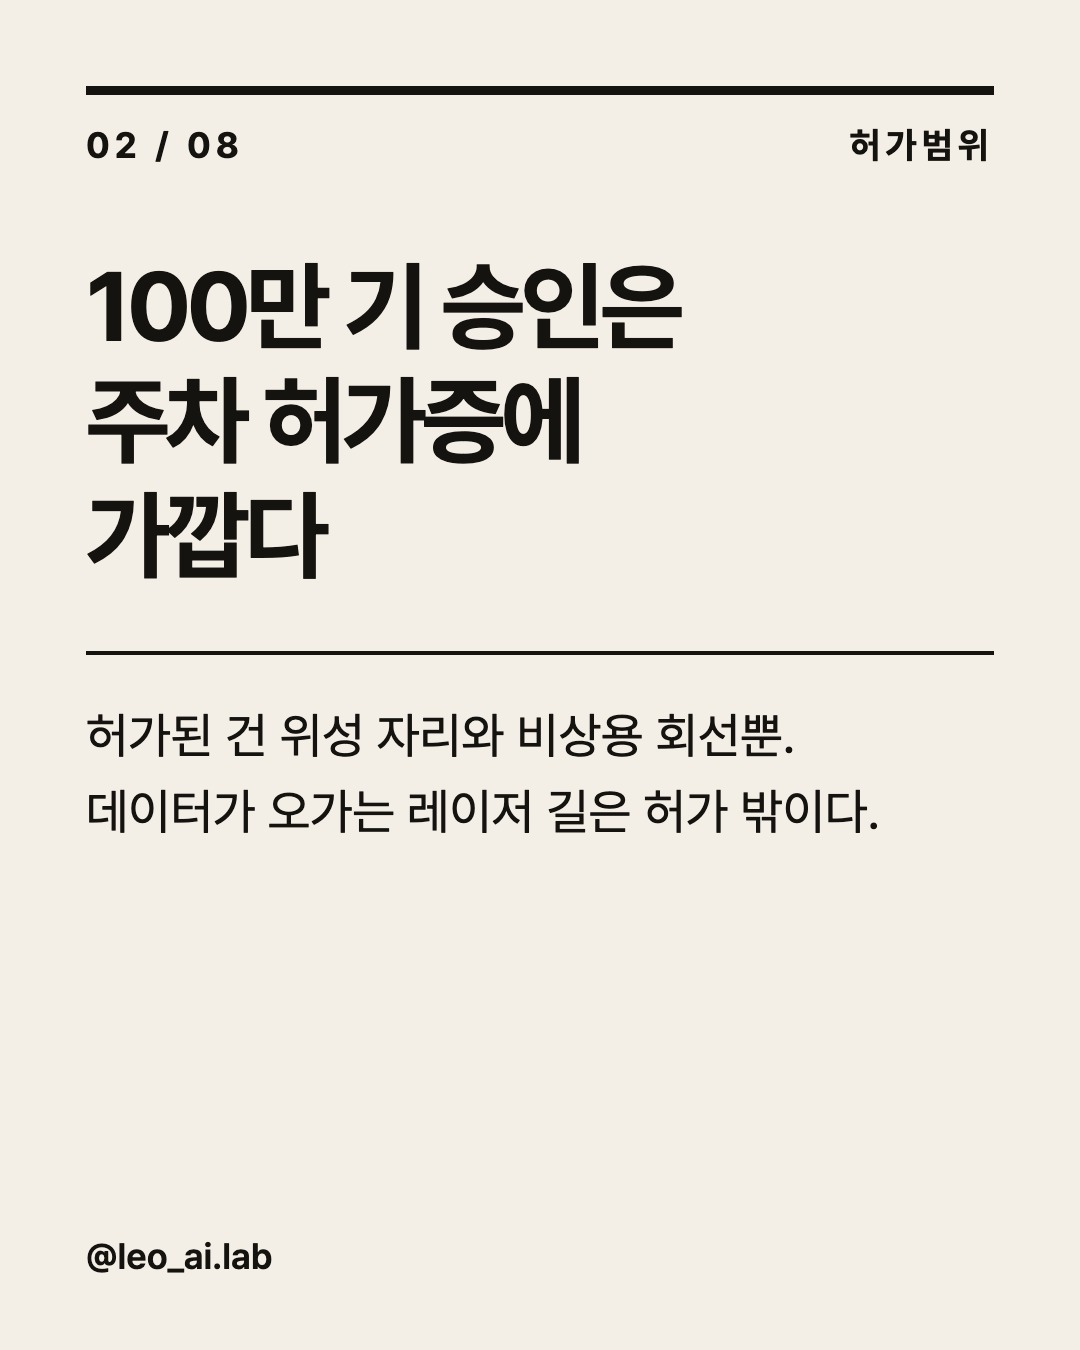 02 / 08
허가범위
100만 기 승인은
주차 허가증에
가깝다
허가된 건 위성 자리와 비상용 회선뿐.
데이터가 오가는 레이저 길은 허가 밖이다.
@leo_ai.lab